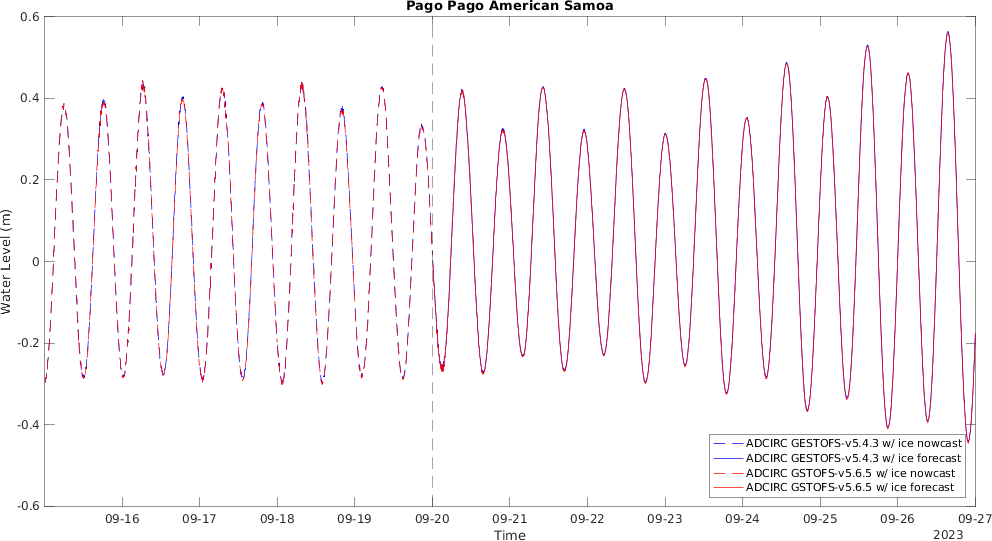 Pago Pago American Samoa
0.6
0.4
0.2
0
-0.2
-0.4
-0.6
Water Level (m)
ADCIRC GESTOFS-v5.4.3 w/ ice nowcast
ADCIRC GESTOFS-v5.4.3 w/ ice forecast
ADCIRC GSTOFS-v5.6.5 w/ ice nowcast
ADCIRC GSTOFS-v5.6.5 w/ ice forecast
09-16 09-17 09-18 09-19 09-20 09-21 09-22 09-23 09-24 09-25 09-26 09-27
Time
2023